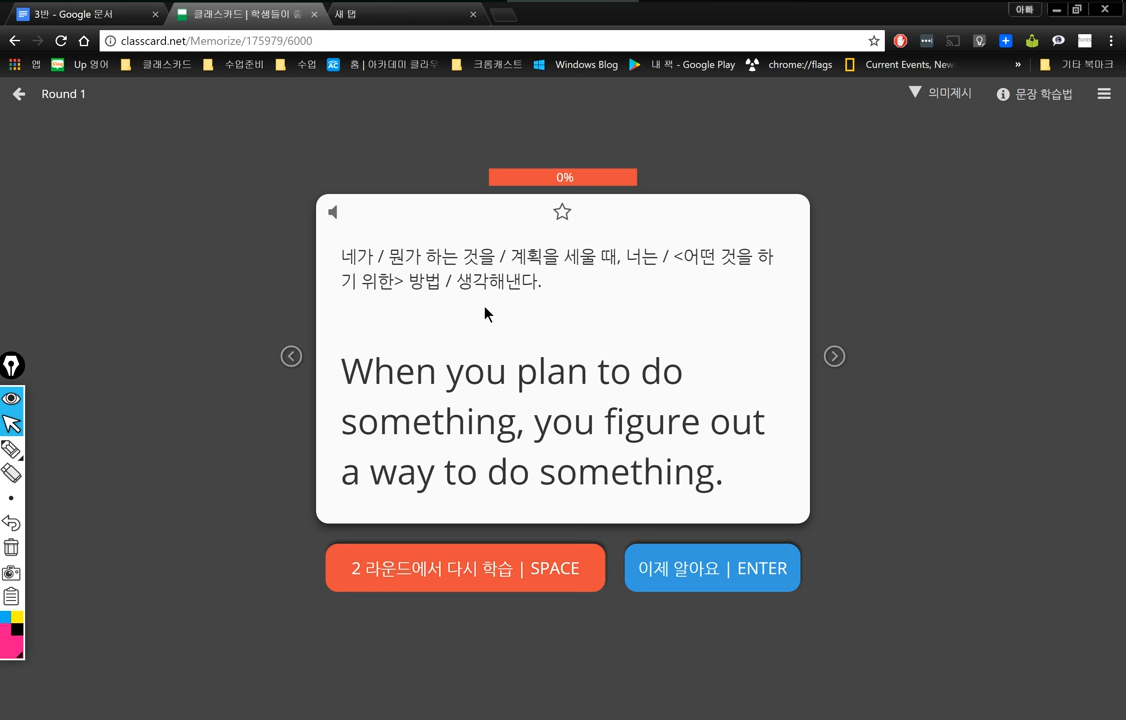 3반 - Google 문서
클래스카드 | 학생들이 즐
새 탭
아빠
classcard.net/Memorize/175979/6000
앱
Up 영어
클래스카드
수업준비
수업
홈 | 아카데미 클라우
크롬캐스트
Windows Blog
내 책 - Google Play
chrome://flags
Current Events, New
»
기타 북마크
Round 1
의미제시
문장 학습법
0%
네가 / 뭔가 하는 것을 / 계획을 세울 때, 너는 / <어떤 것을 하
기 위한> 방법 / 생각해낸다.
When you plan to do
something, you figure out
a way to do something.
2 라운드에서 다시 학습 | SPACE
이제 알아요 | ENTER